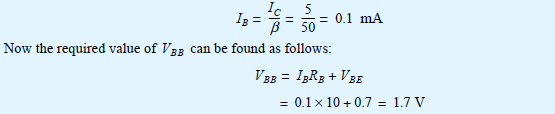 I_B = I_C/β = 5/50 = 0.1 mA
Now the required value of V_BB can be found as follows:
V_BB = I_B R_B + V_BE
= 0.1 × 10 + 0.7 = 1.7 V